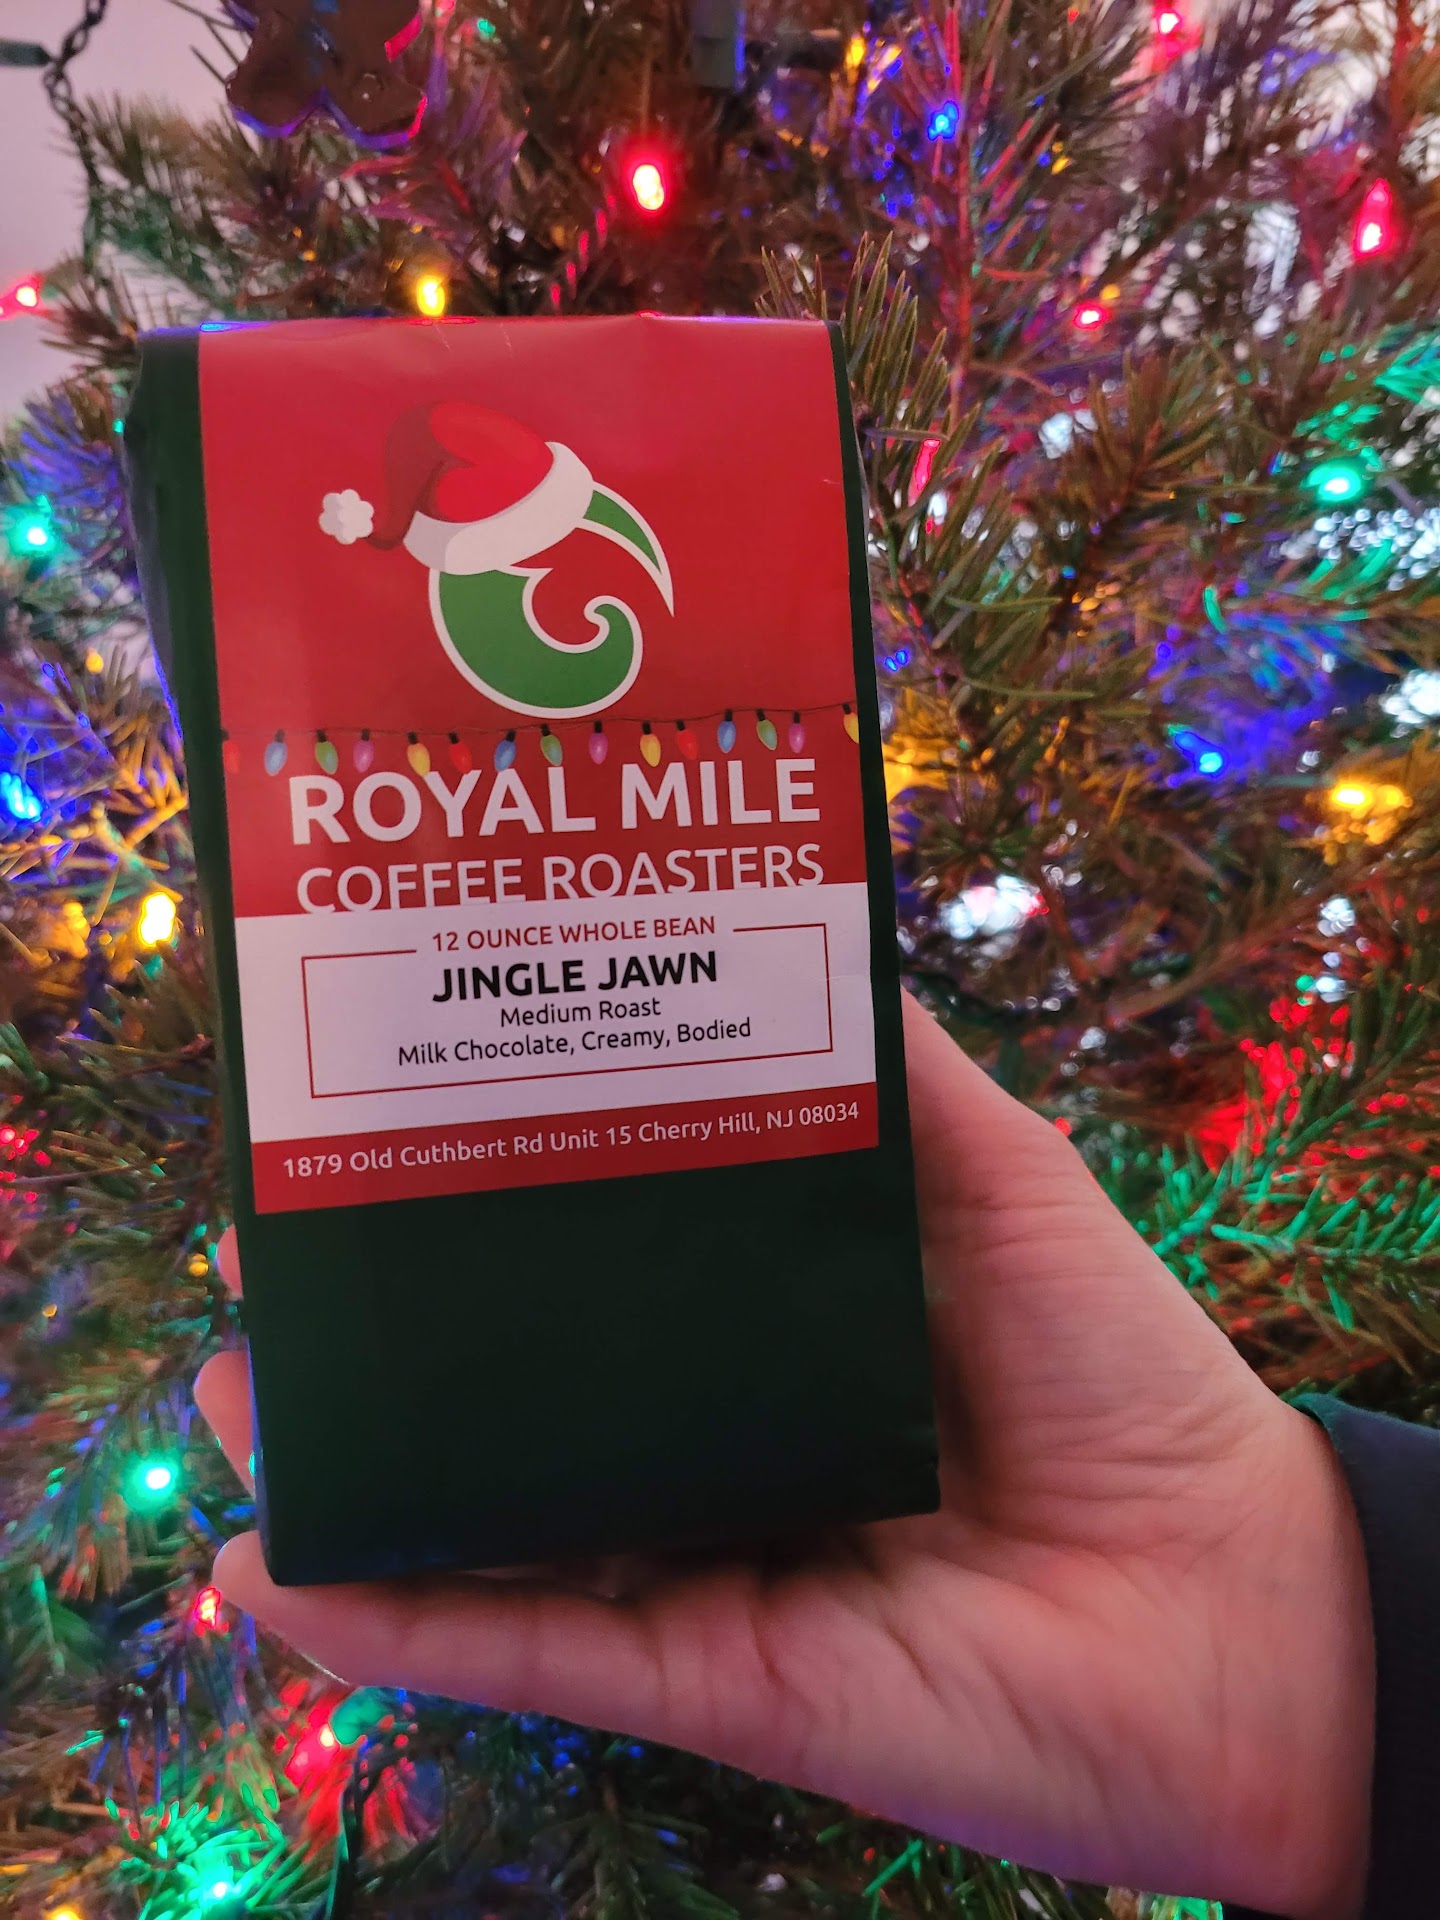 ROYAL MILE
COFFEE ROASTERS
12 OUNCE WHOLE BEAN
JINGLE JAWN
Medium Roast
Milk Chocolate, Creamy, Bodied
1879 Old Cuthbert Rd Unit 15 Cherry Hill, NJ 08034